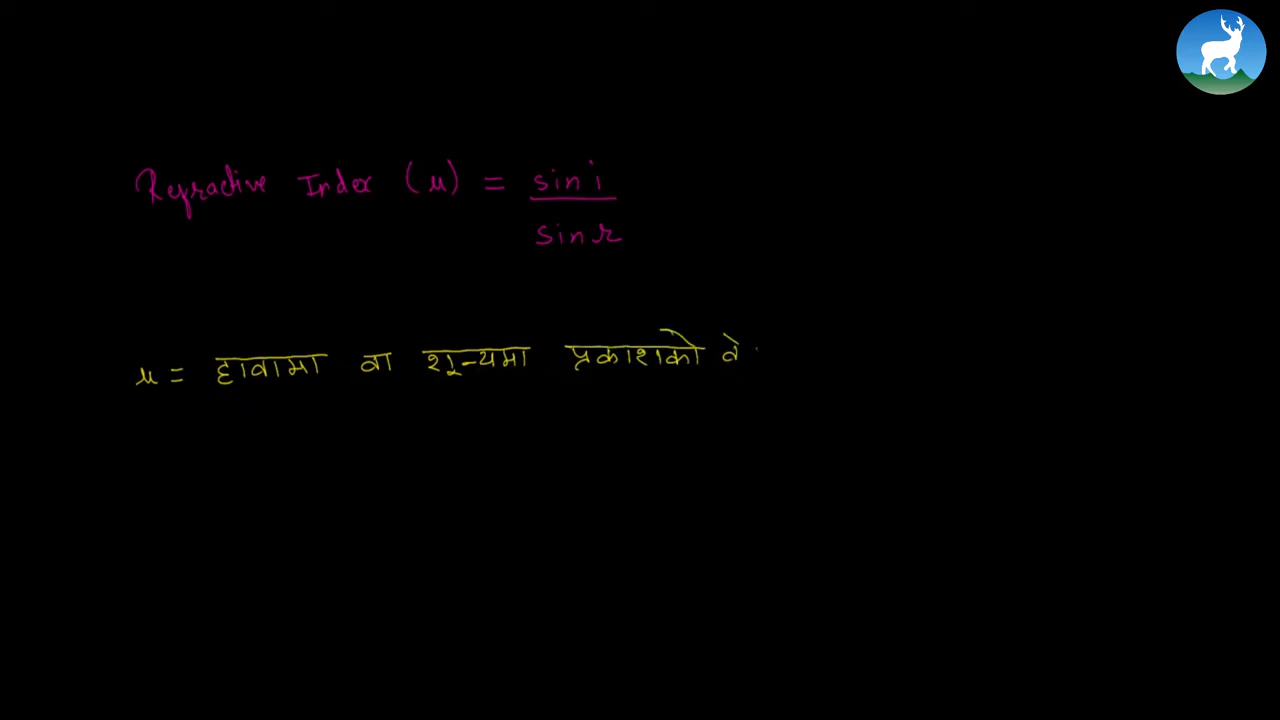 Refractive Index (μ) = sin i
sin r
μ = हावामा वा शून्यमा प्रकाशको वे